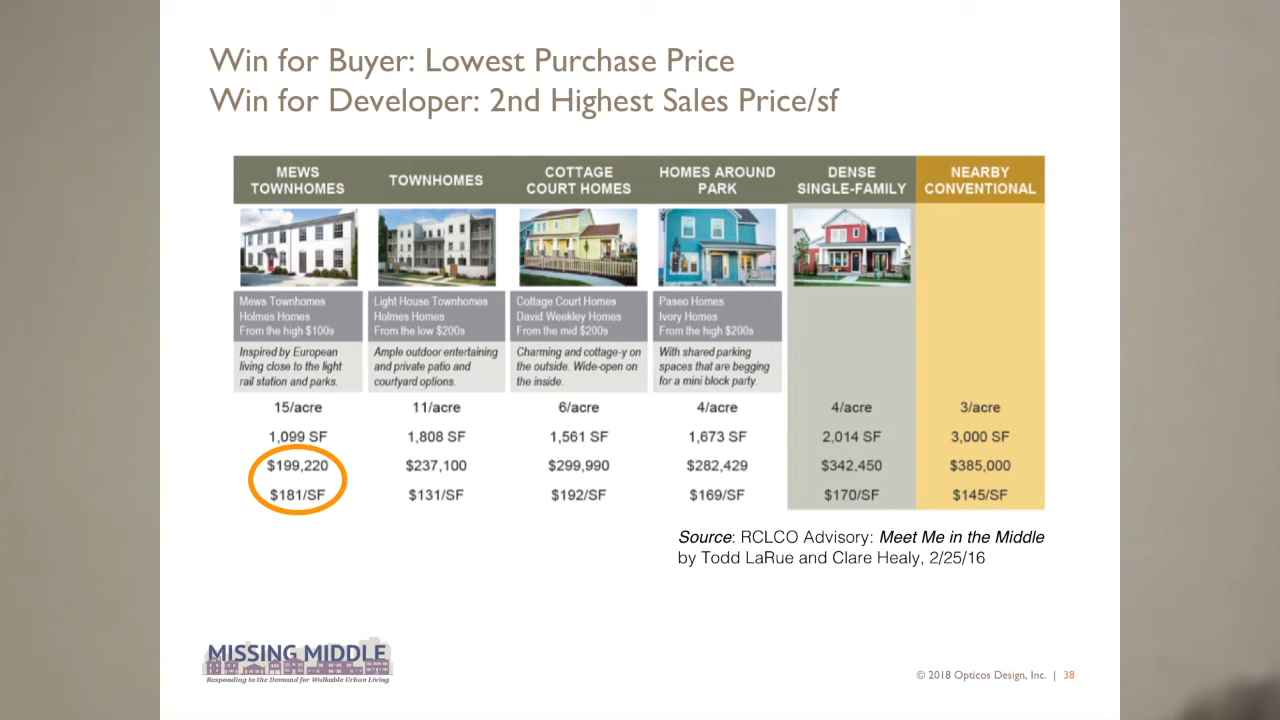 Win for Buyer: Lowest Purchase Price
Win for Developer: 2nd Highest Sales Price/sf
MEWS TOWNHOMES
TOWNHOMES
COTTAGE COURT HOMES
HOMES AROUND PARK
DENSE SINGLE-FAMILY
NEARBY CONVENTIONAL
Mews Townhomes
Holmes Homes
From the high $100s
Light House Townhomes
Holmes Homes
From the low $200s
Cottage Court Homes
David Weekley Homes
From the mid $200s
Paseo Homes
Ivory Homes
From the high $200s
Inspired by European
living close to the light
rail station and parks.
Ample outdoor entertaining
and private patio and
courtyard options.
Charming and cottage-y on
the outside. Wide-open on
the inside.
With shared parking
spaces that are begging
for a mini block party.
15/acre 11/acre 6/acre 4/acre 4/acre 3/acre
1,099 SF 1,808 SF 1,561 SF 1,673 SF 2,014 SF 3,000 SF
$199,220 $237,100 $299,990 $282,429 $342,450 $385,000
$181/SF $131/SF $192/SF $169/SF $170/SF $145/SF
Source: RCLCO Advisory: Meet Me in the Middle
by Todd LaRue and Clare Healy, 2/25/16
MISSING MIDDLE
Responding to the Demand for Walkable Urban Living
© 2018 Opticos Design, Inc. | 38